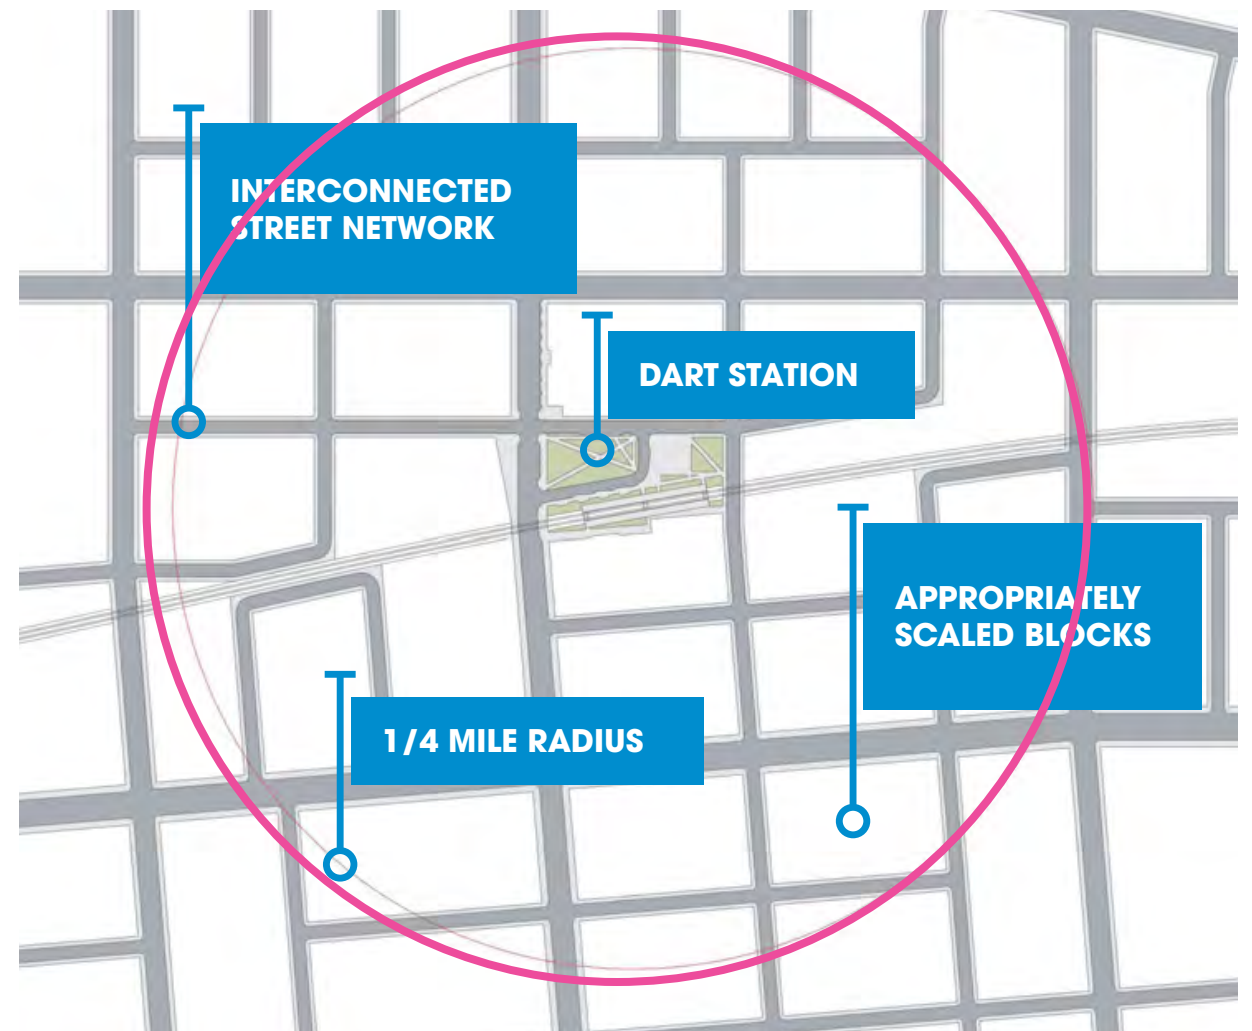 INTERCONNECTED
STREET NETWORK
DART STATION
APPROPRIATELY
SCALED BLOCKS
1/4 MILE RADIUS